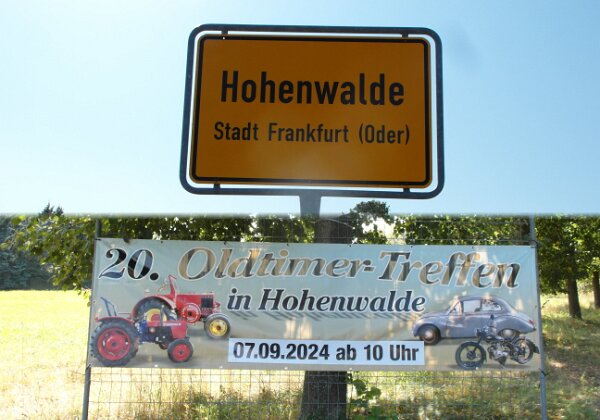 Hohenwalde
Stadt Frankfurt (Oder)
20. Oldtimer-Treffen
in Hohenwalde
07.09.2024 ab 10 Uhr